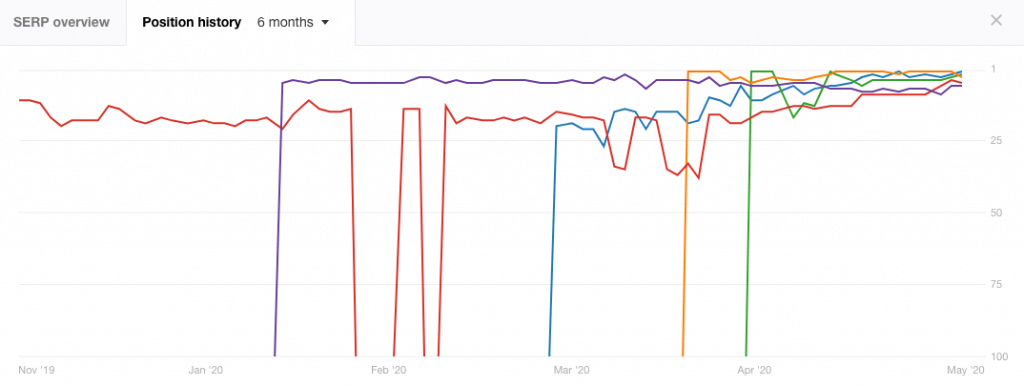 SERP overview
Position history
6 months
1
25
50
75
100
Nov '19
Jan '20
Feb '20
Mar '20
Apr '20
May '20